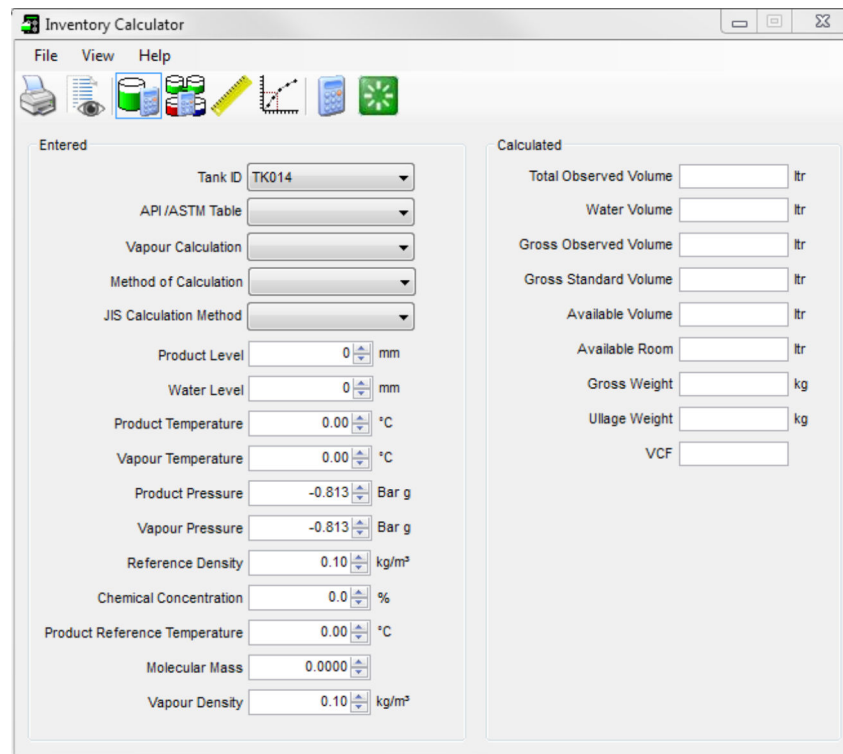 Inventory Calculator
File View Help
Entered
Tank ID TK014
API /ASTM Table
Vapour Calculation
Method of Calculation
JIS Calculation Method
Product Level 0 mm
Water Level 0 mm
Product Temperature 0.00 °C
Vapour Temperature 0.00 °C
Product Pressure -0.813 Bar g
Vapour Pressure -0.813 Bar g
Reference Density 0.10 kg/m³
Chemical Concentration 0.0 %
Product Reference Temperature 0.00 °C
Molecular Mass 0.0000
Vapour Density 0.10 kg/m³
Calculated
Total Observed Volume ltr
Water Volume ltr
Gross Observed Volume ltr
Gross Standard Volume ltr
Available Volume ltr
Available Room ltr
Gross Weight kg
Ullage Weight kg
VCF